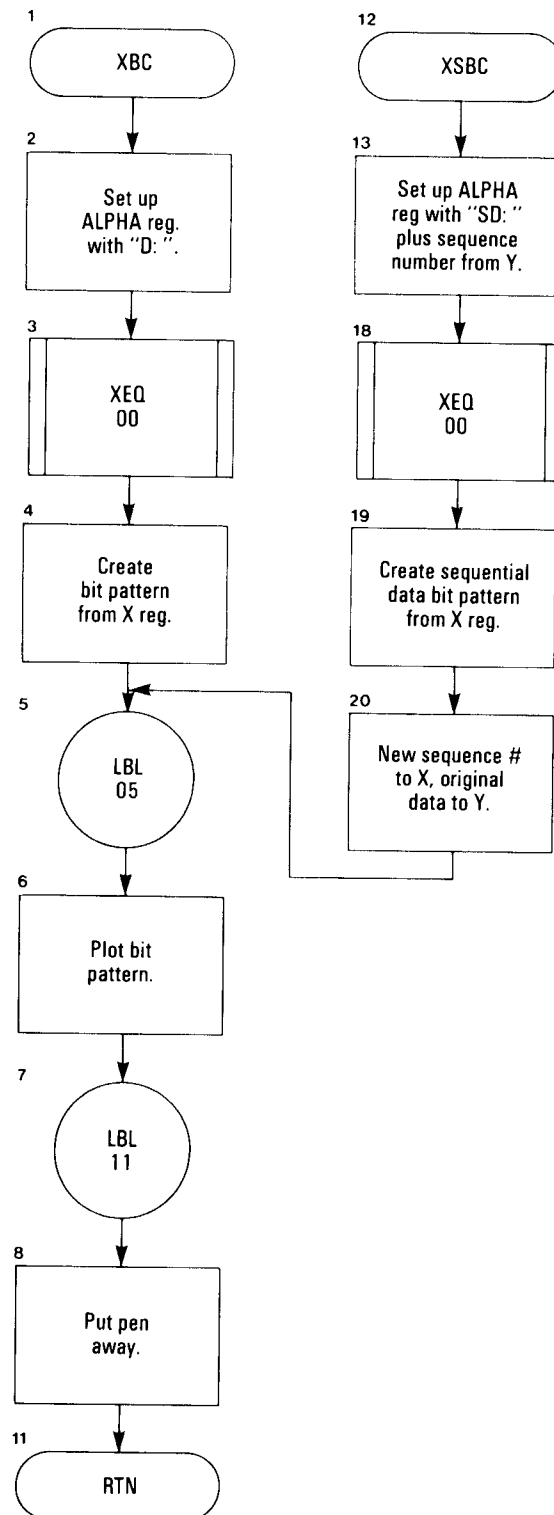 1
XBC
2
Set up
ALPHA reg.
with "D: ".
3
XEQ
00
4
Create
bit pattern
from X reg.
5
LBL
05
6
Plot bit
pattern.
7
LBL
11
8
Put pen
away.
11
RTN
12
XSBC
13
Set up ALPHA
reg with "SD: "
plus sequence
number from Y.
18
XEQ
00
19
Create sequential
data bit pattern
from X reg.
20
New sequence #
to X, original
data to Y.